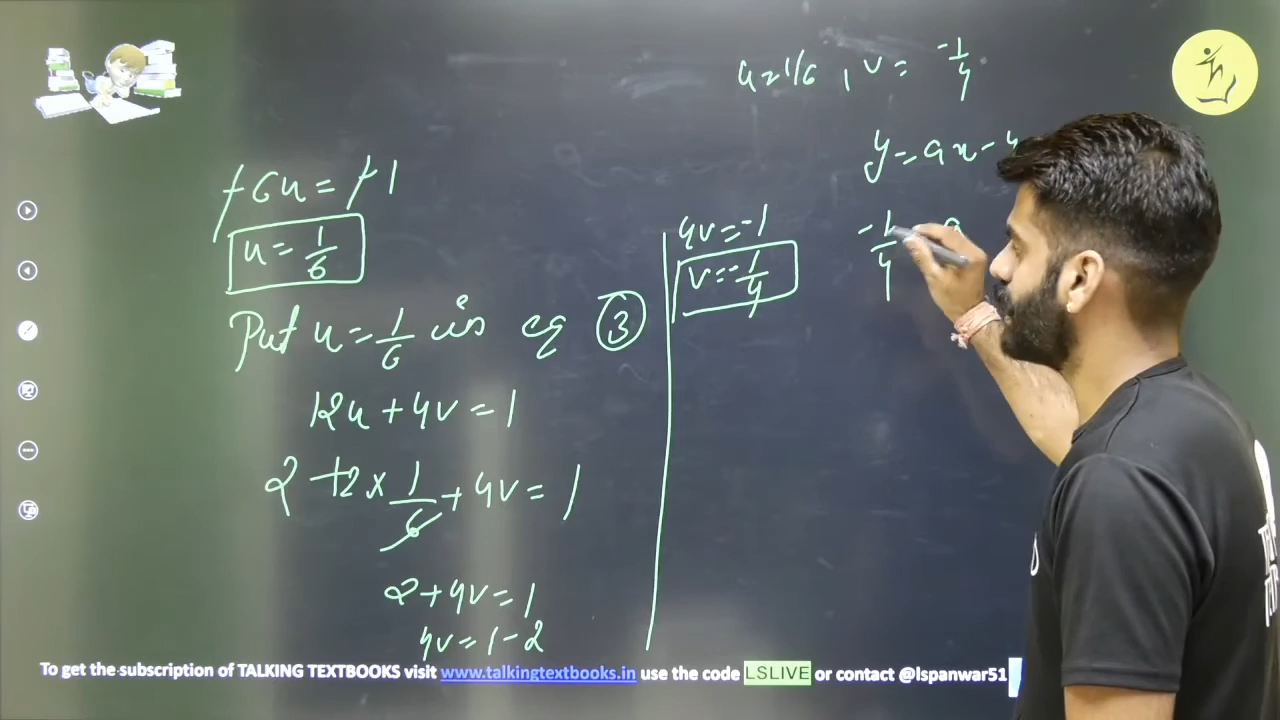 -6u = -1
u = 1/6
Put u = 1/6 in eq ③
12u + 4v = 1
2 12 × 1/6 + 4v = 1
2 + 4v = 1
4v = 1 - 2
4v = -1
v = -1/4
u = 1/6 , v = -1/4
y = ax - 4
-1/4
To get the subscription of TALKING TEXTBOOKS visit www.talkingtextbooks.in use the code LSLIVE or contact @lspanwar51